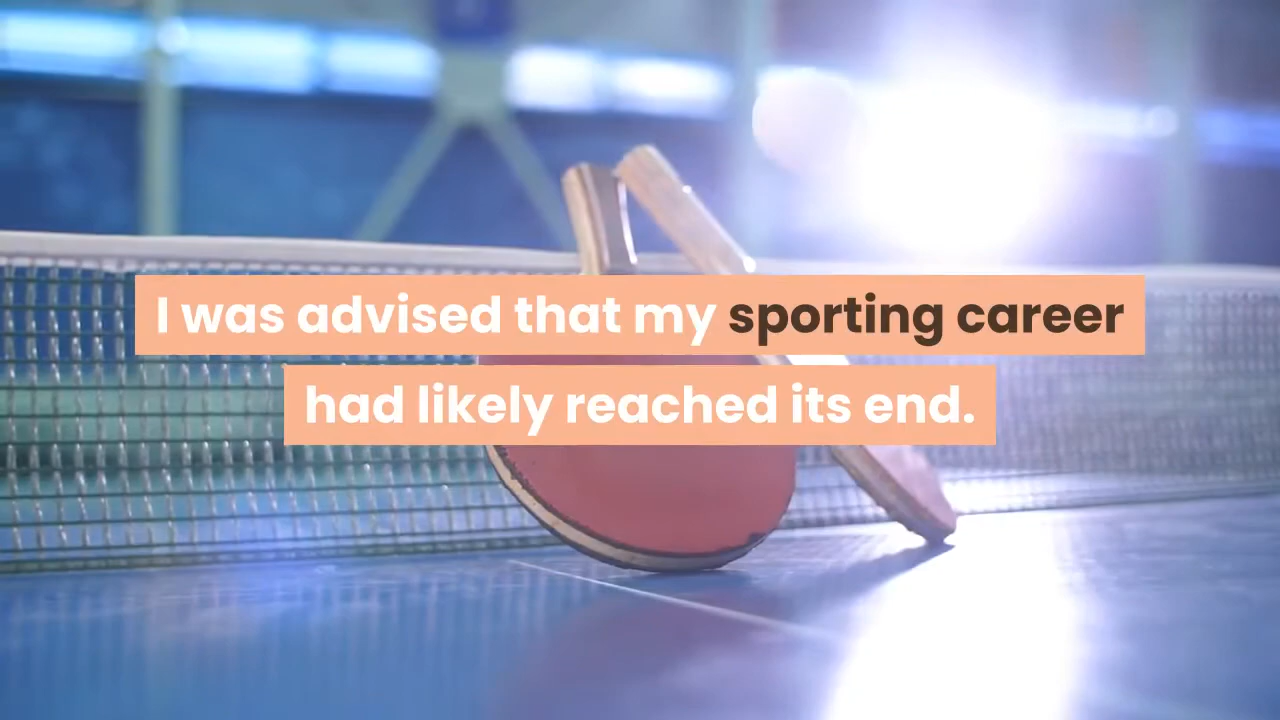 I was advised that my sporting career
had likely reached its end.